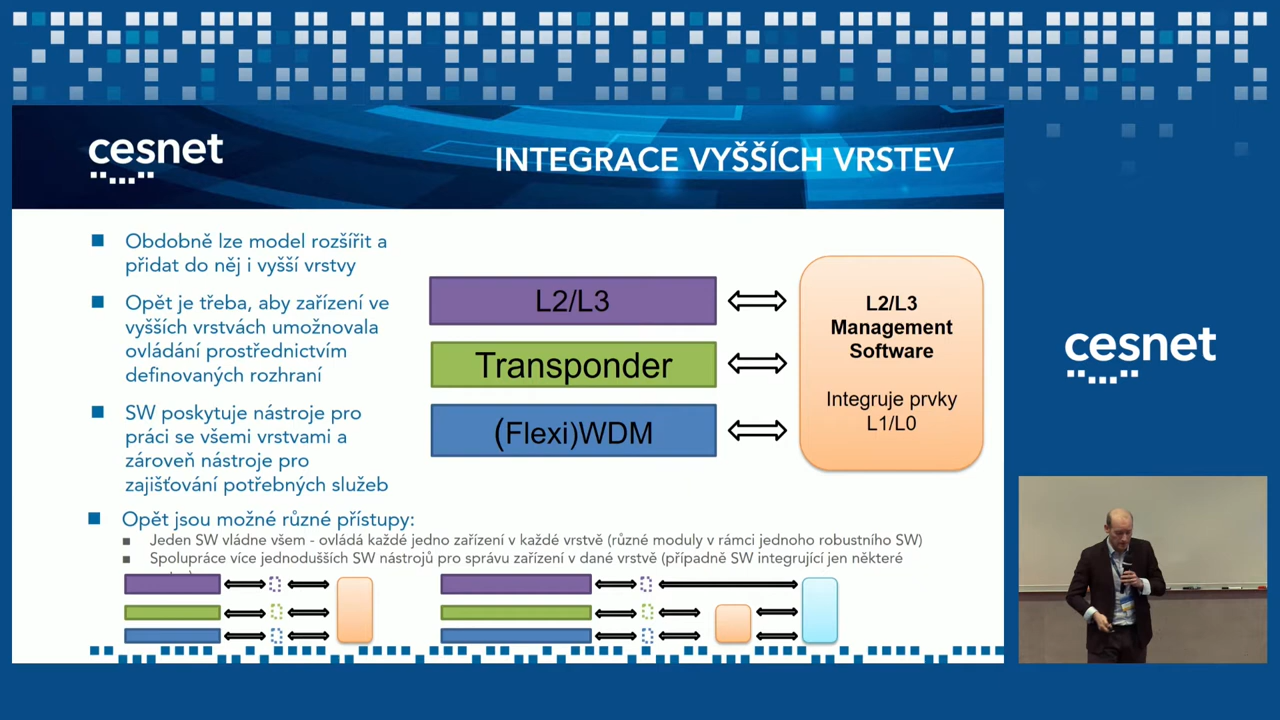 cesnet
INTEGRACE VYŠŠÍCH VRSTEV
Obdobně lze model rozšířit a
přidat do něj i vyšší vrstvy
Opět je třeba, aby zařízení ve
vyšších vrstvách umožnovala
ovládání prostřednictvím
definovaných rozhraní
SW poskytuje nástroje pro
práci se všemi vrstvami a
zároveň nástroje pro
zajišťování potřebných služeb
L2/L3
Transponder
(Flexi)WDM
L2/L3
Management
Software
Integruje prvky
L1/L0
Opět jsou možné různé přístupy:
Jeden SW vládne všem - ovládá každé jedno zařízení v každé vrstvě (různé moduly v rámci jednoho robustního SW)
Spolupráce více jednodušších SW nástrojů pro správu zařízení v dané vrstvě (případně SW integrující jen některé
cesnet